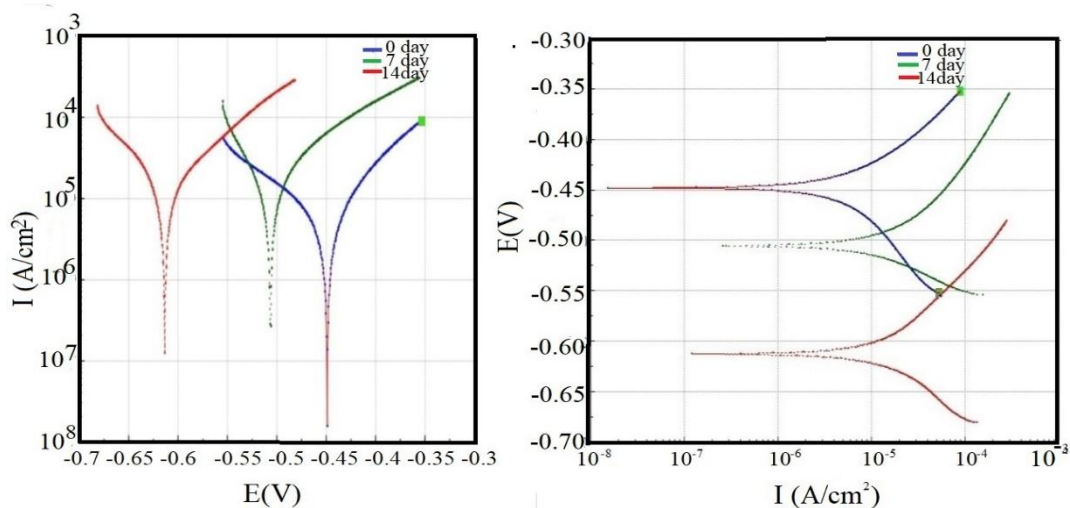 0 day
7 day
14day
10³
10⁴
10⁵
10⁶
10⁷
10⁸
I (A/cm²)
-0.7 -0.65 -0.6 -0.55 -0.5 -0.45 -0.4 -0.35 -0.3
E(V)
0 day
7 day
14day
-0.30
-0.35
-0.40
-0.45
-0.50
-0.55
-0.60
-0.65
-0.70
E(V)
10⁻⁸ 10⁻⁷ 10⁻⁶ 10⁻⁵ 10⁻⁴ 10⁻³
I (A/cm²)